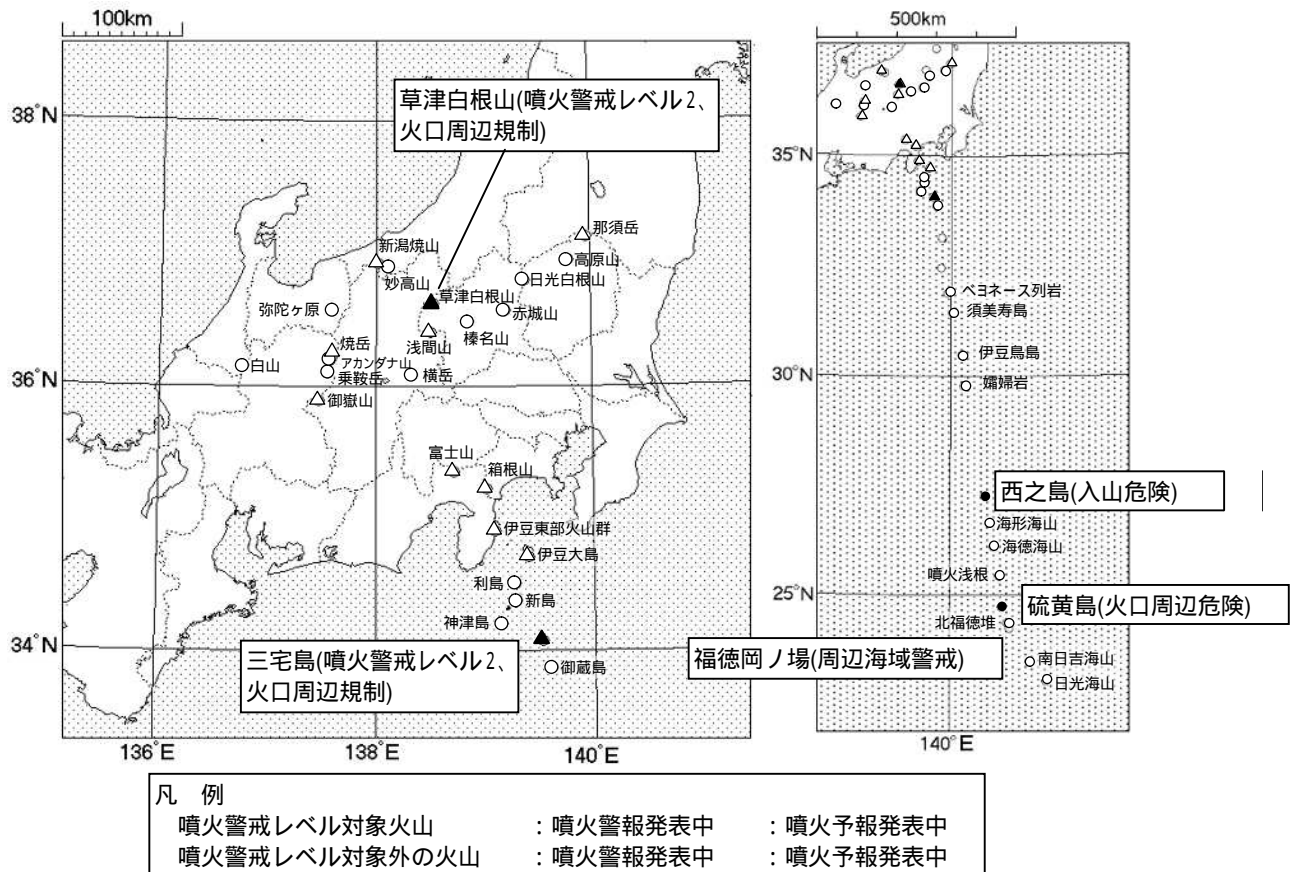 100km
500km
草津白根山(噴火警戒レベル2、
火口周辺規制)
38°N
36°N
34°N
136°E
138°E
140°E
那須岳
高原山
日光白根山
新潟焼山
妙高山
草津白根山
赤城山
弥陀ヶ原
榛名山
浅間山
焼岳
アカンダナ山
白山
乗鞍岳
横岳
御嶽山
富士山
箱根山
伊豆東部火山群
伊豆大島
利島
新島
神津島
三宅島(噴火警戒レベル2、
火口周辺規制)
御蔵島
35°N
30°N
25°N
140°E
ベヨネース列岩
須美寿島
伊豆鳥島
孀婦岩
西之島(入山危険)
海形海山
海徳海山
噴火浅根
硫黄島(火口周辺危険)
北福徳堆
福徳岡ノ場(周辺海域警戒)
南日吉海山
日光海山
凡 例
噴火警戒レベル対象火山 :噴火警報発表中 :噴火予報発表中
噴火警戒レベル対象外の火山 :噴火警報発表中 :噴火予報発表中